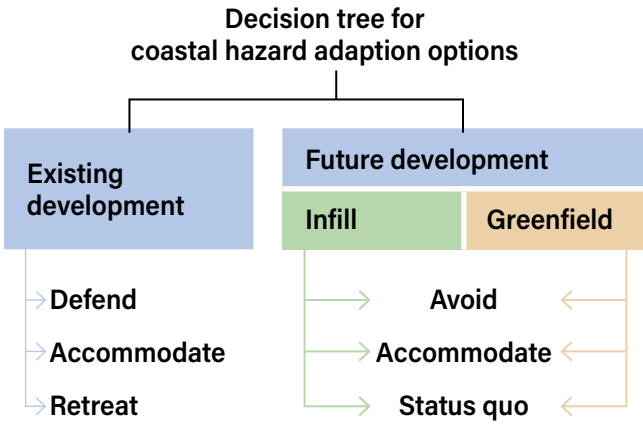 Decision tree for
coastal hazard adaption options
Existing
development
Future development
Infill
Greenfield
Defend
Accommodate
Retreat
Avoid
Accommodate
Status quo